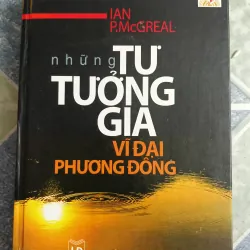 IAN
P.McGREAL
những
TƯ
TƯỞNG
GIA
VĨ ĐẠI
PHƯƠNG ĐÔNG